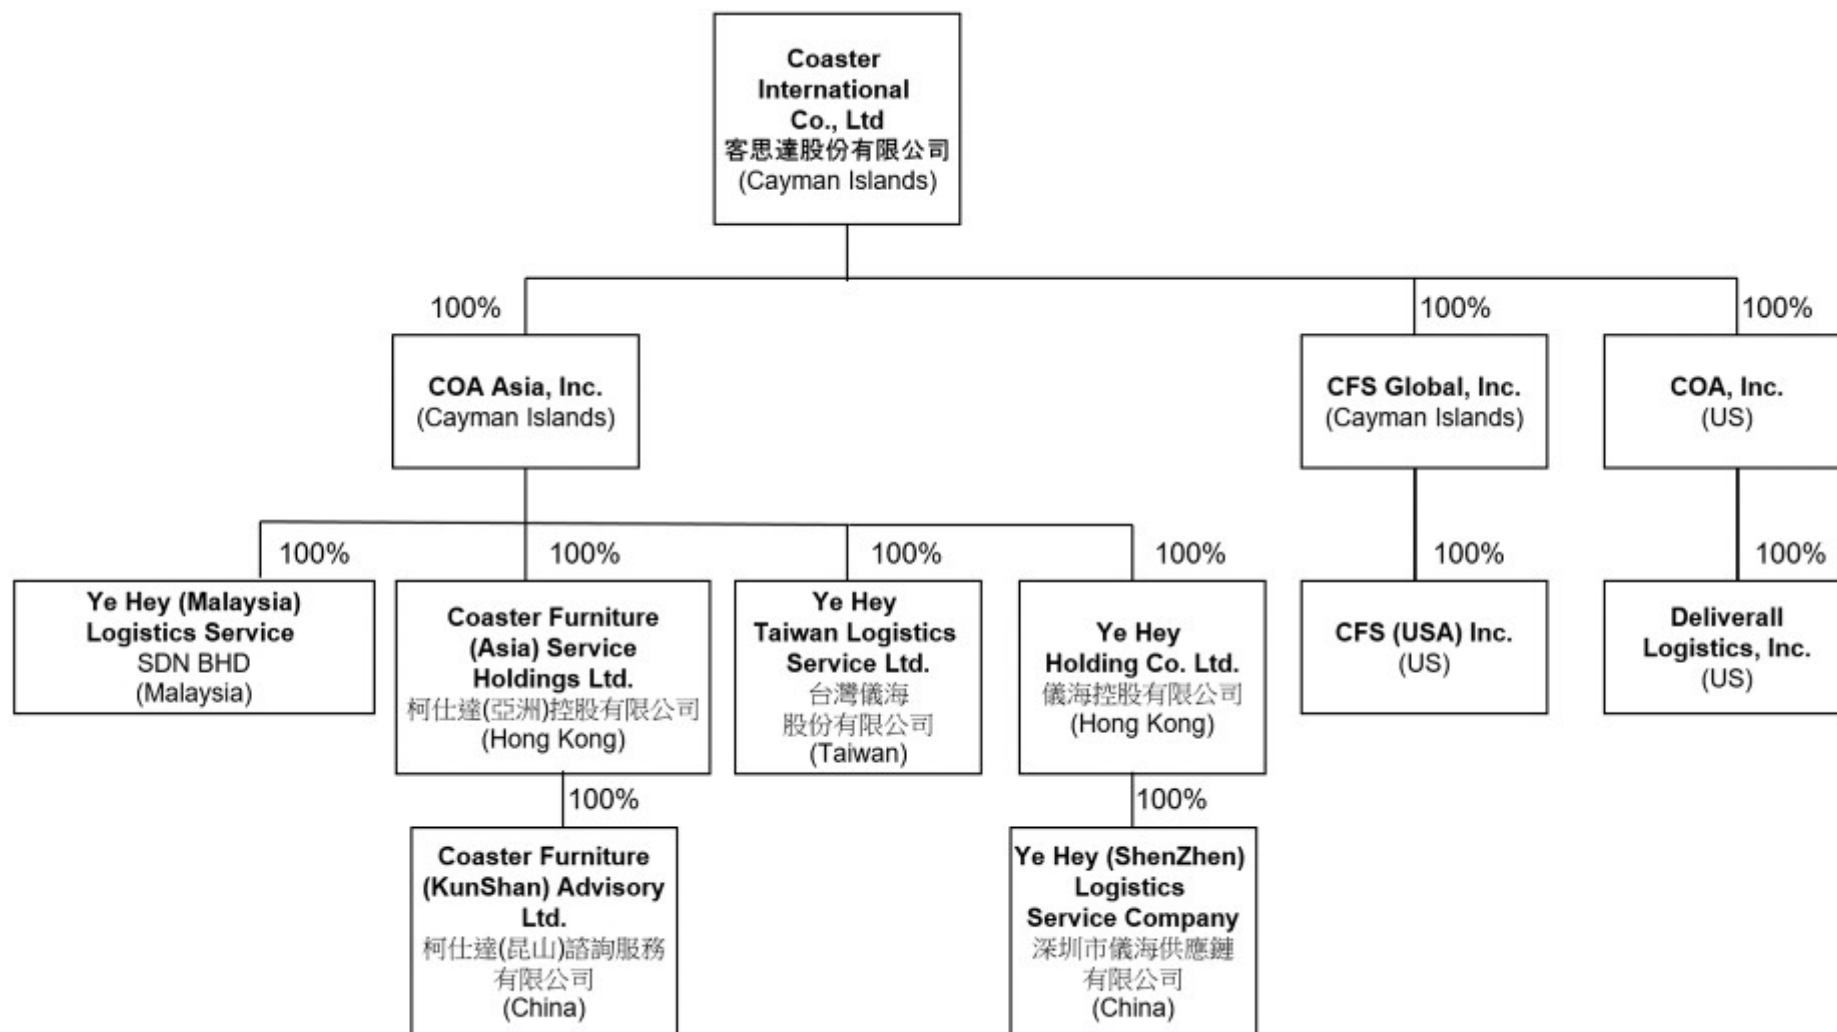 Coaster
International
Co., Ltd
客思達股份有限公司
(Cayman Islands)
100%
100%
100%
COA Asia, Inc.
(Cayman Islands)
CFS Global, Inc.
(Cayman Islands)
COA, Inc.
(US)
100%
100%
100%
100%
100%
100%
Ye Hey (Malaysia)
Logistics Service
SDN BHD
(Malaysia)
Coaster Furniture
(Asia) Service
Holdings Ltd.
柯仕達(亞洲)控股有限公司
(Hong Kong)
Ye Hey
Taiwan Logistics
Service Ltd.
台灣儀海
股份有限公司
(Taiwan)
Ye Hey
Holding Co. Ltd.
儀海控股有限公司
(Hong Kong)
CFS (USA) Inc.
(US)
Deliverall
Logistics, Inc.
(US)
100%
100%
Coaster Furniture
(KunShan) Advisory
Ltd.
柯仕達(昆山)諮詢服務
有限公司
(China)
Ye Hey (ShenZhen)
Logistics
Service Company
深圳市儀海供應鏈
有限公司
(China)